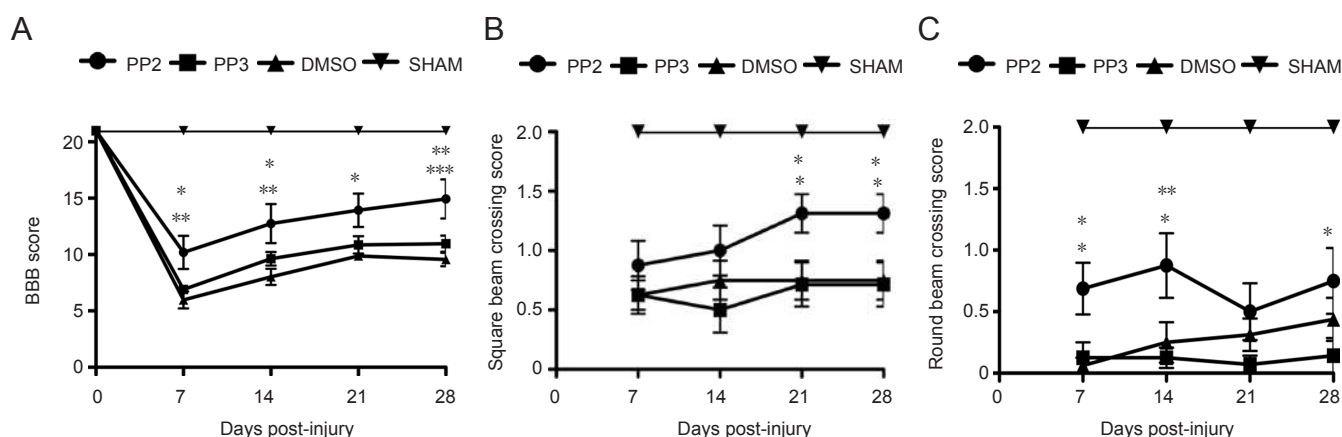 A
PP2 PP3 DMSO SHAM
BBB score
20
15
10
5
0
* ** * ** * ** ***
0 7 14 21 28
Days post-injury
B
PP2 PP3 DMSO SHAM
Square beam crossing score
2.0
1.5
1.0
0.5
0
* * * *
0 7 14 21 28
Days post-injury
C
PP2 PP3 DMSO SHAM
Round beam crossing score
2.0
1.5
1.0
0.5
0
* * ** * *
0 7 14 21 28
Days post-injury